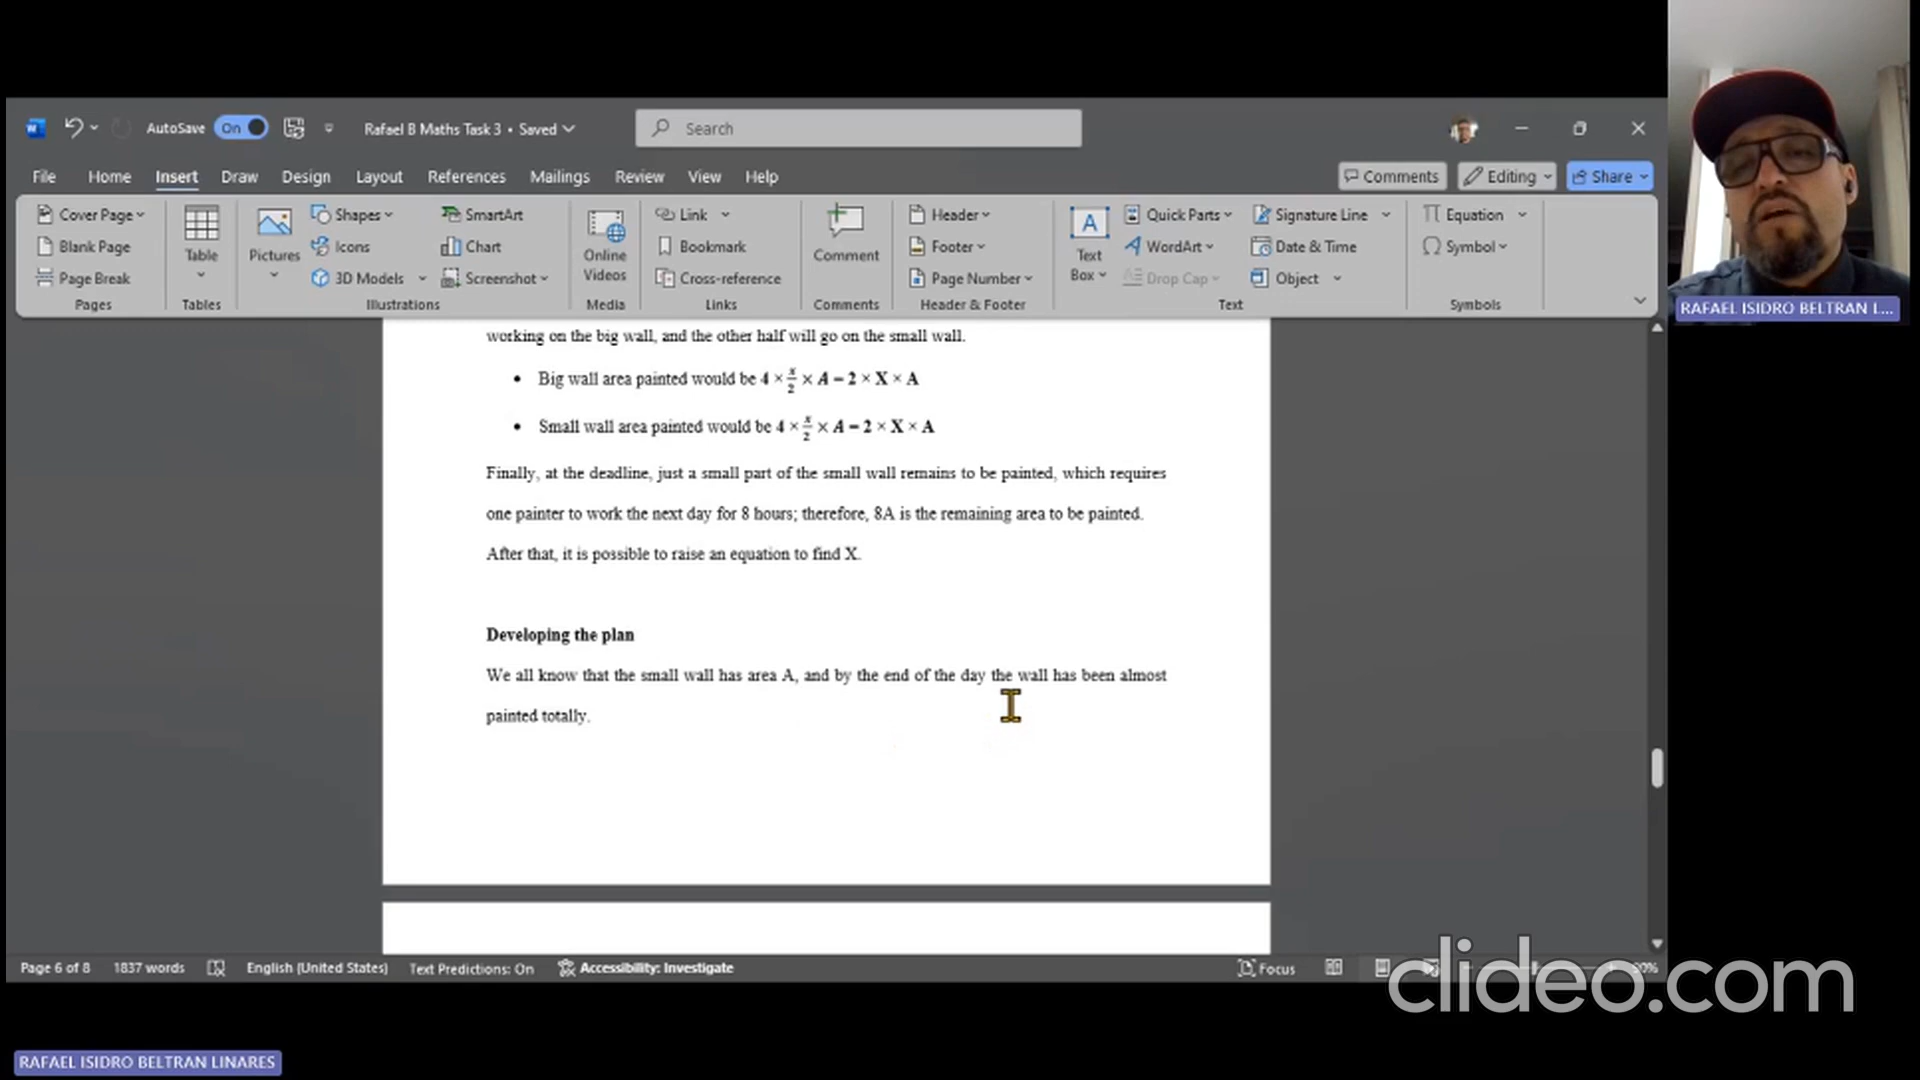 AutoSave On Rafael B Maths Task 3 • Saved Search
File Home Insert Draw Design Layout References Mailings Review View Help Comments Editing Share
Cover Page Shapes SmartArt Link Header Quick Parts Signature Line Equation
Blank Page Table Pictures Icons Chart Online Videos Bookmark Comment Footer Text Box WordArt Date & Time Symbol
Page Break 3D Models Screenshot Cross-reference Page Number Drop Cap Object
Pages Tables Illustrations Media Links Comments Header & Footer Text Symbols
RAFAEL ISIDRO BELTRAN L...
working on the big wall, and the other half will go on the small wall.
• Big wall area painted would be 4 × x/2 × A = 2 × X × A
• Small wall area painted would be 4 × x/2 × A = 2 × X × A
Finally, at the deadline, just a small part of the small wall remains to be painted, which requires
one painter to work the next day for 8 hours; therefore, 8A is the remaining area to be painted.
After that, it is possible to raise an equation to find X.
Developing the plan
We all know that the small wall has area A, and by the end of the day the wall has been almost
painted totally.
Page 6 of 8 1837 words English (United States) Text Predictions: On Accessibility: Investigate Focus
clideo.com
RAFAEL ISIDRO BELTRAN LINARES